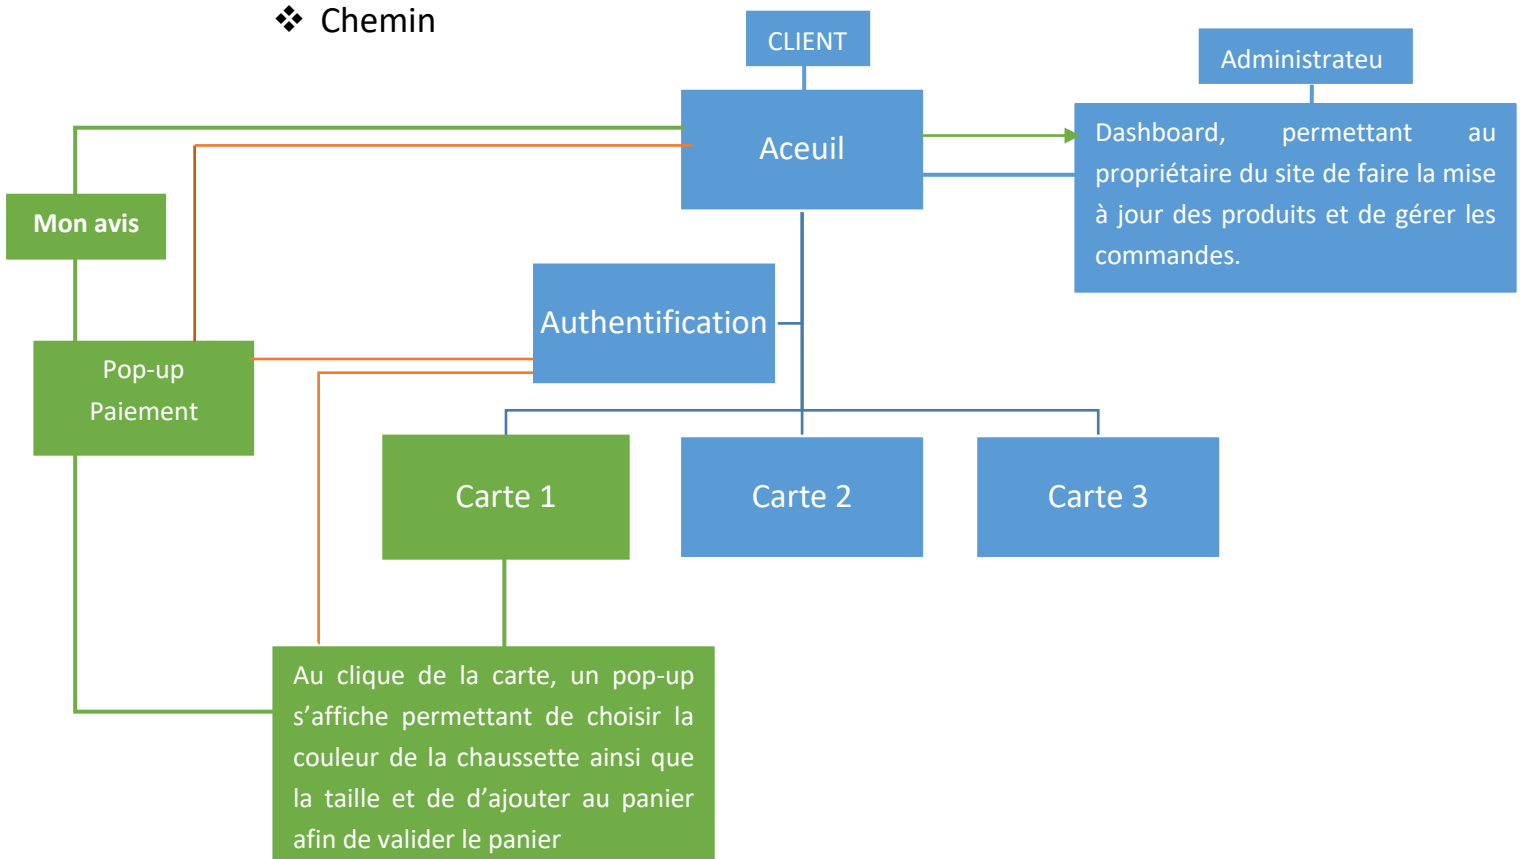 ❖ Chemin
CLIENT
Administrateu
Aceuil
Dashboard, permettant au
propriétaire du site de faire la mise
à jour des produits et de gérer les
commandes.
Mon avis
Authentification
Pop-up
Paiement
Carte 1
Carte 2
Carte 3
Au clique de la carte, un pop-up
s’affiche permettant de choisir la
couleur de la chaussette ainsi que
la taille et de d’ajouter au panier
afin de valider le panier